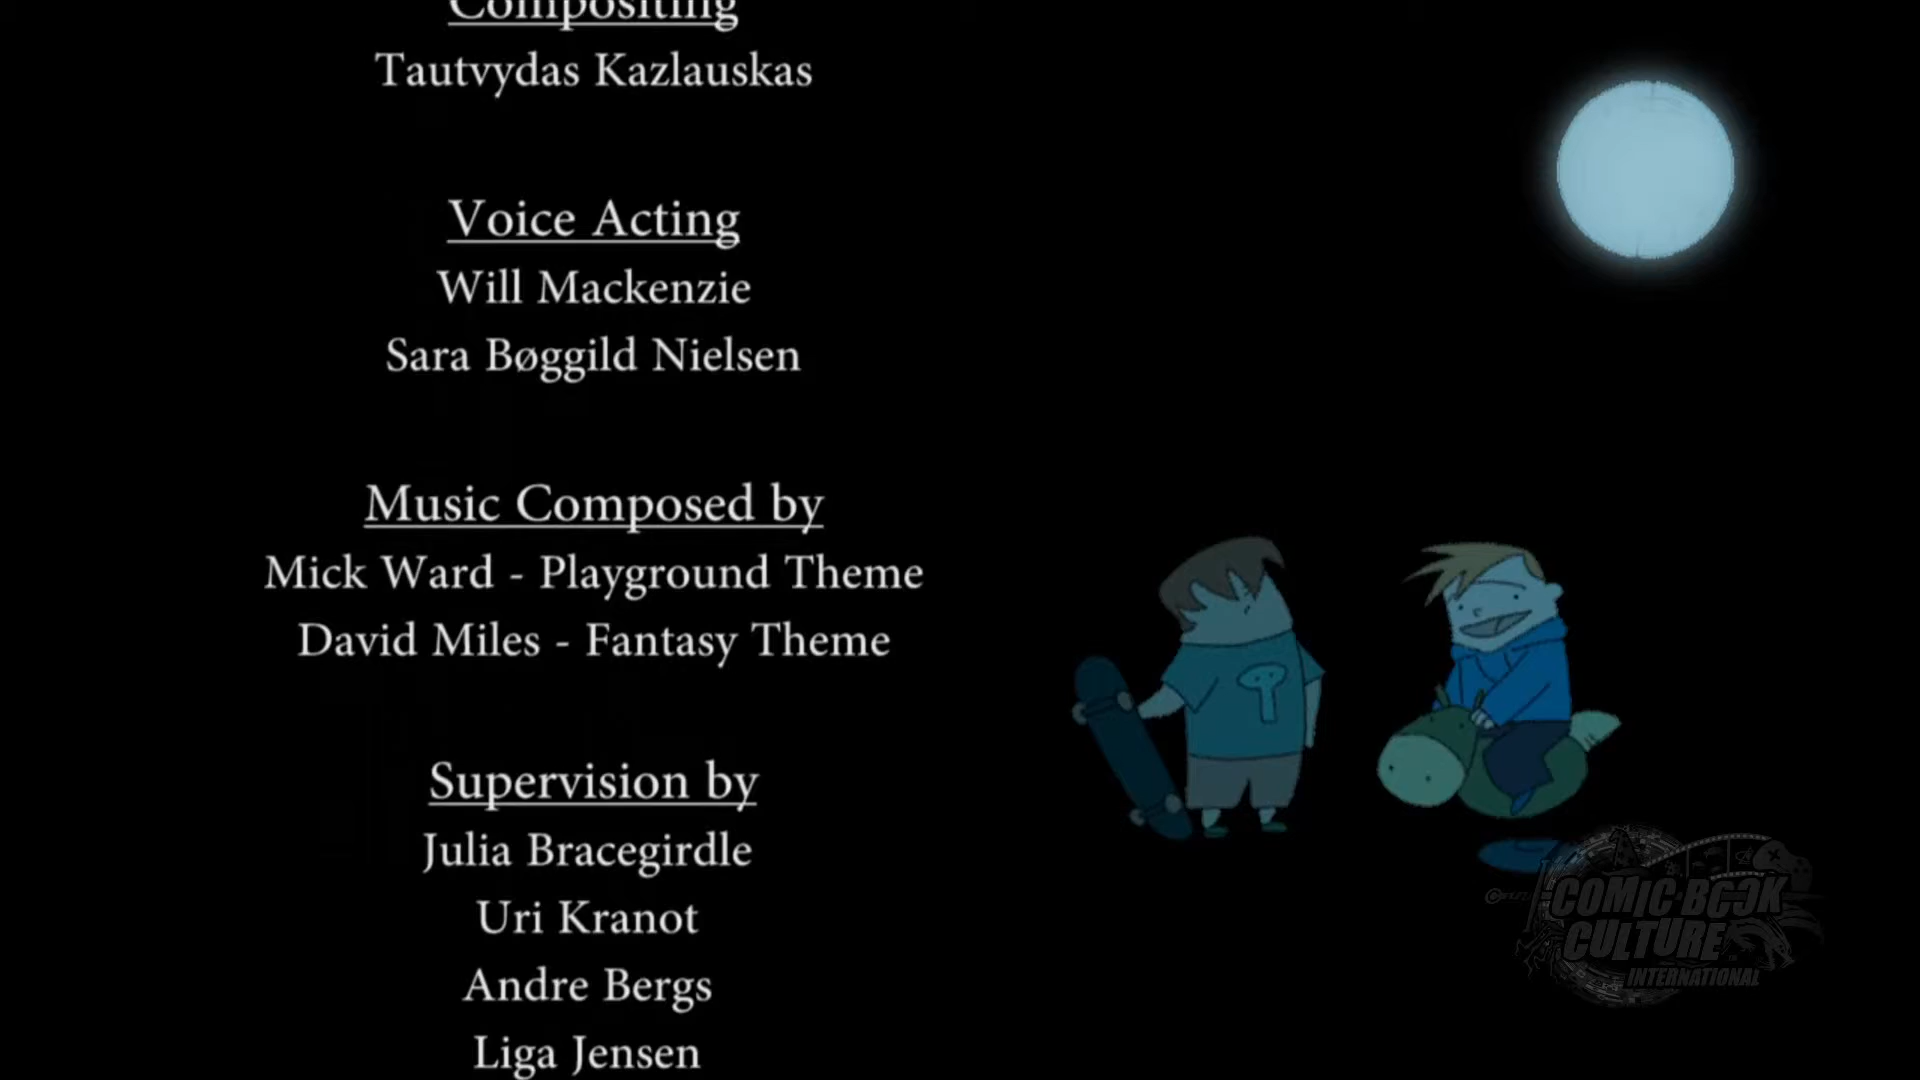 Compositing
Tautvydas Kazlauskas
Voice Acting
Will Mackenzie
Sara Bøggild Nielsen
Music Composed by
Mick Ward - Playground Theme
David Miles - Fantasy Theme
Supervision by
Julia Bracegirdle
Uri Kranot
Andre Bergs
Liga Jensen
T
COMIC BOOK
CULTURE
INTERNATIONAL